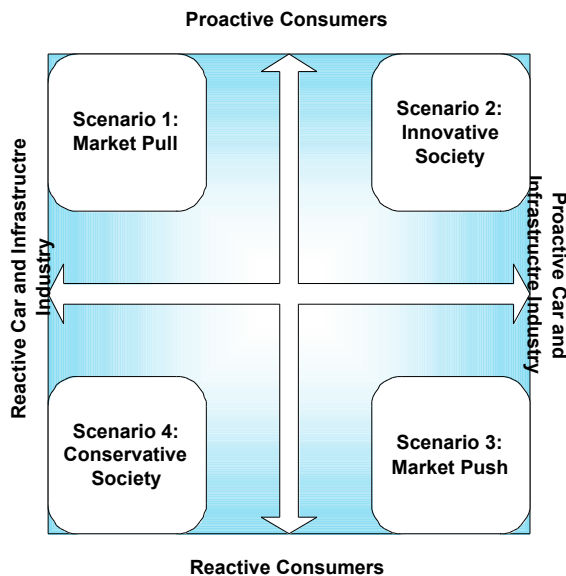 Proactive Consumers
Scenario 1:
Market Pull
Scenario 2:
Innovative
Society
Reactive Car and Infrastructre
Industry
Proactive Car and
Infrastructre Industry
Scenario 4:
Conservative
Society
Scenario 3:
Market Push
Reactive Consumers